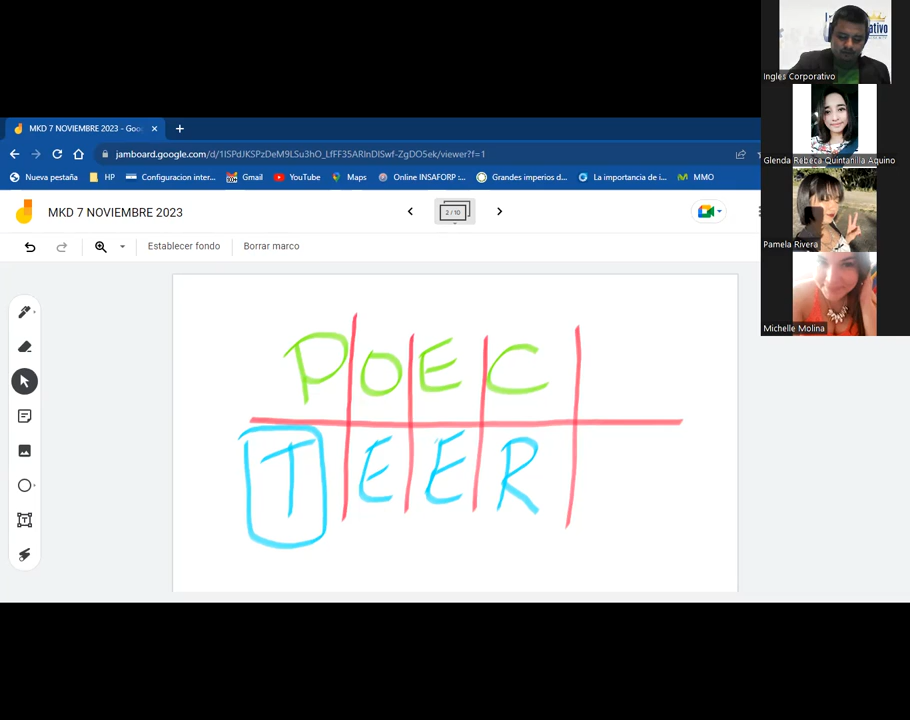 MKD 7 NOVIEMBRE 2023 - Goo
jamboard.google.com/d/1ISPdJKSPzDeM9LSu3hO_LfFF35ARInDISwf-ZgDO5ek/viewer?f=1
Nueva pestaña HP Configuracion inter... Gmail YouTube Maps Online INSAFORP -... Grandes imperios d... La importancia de i... MMO
MKD 7 NOVIEMBRE 2023
2 / 10
Establecer fondo Borrar marco
P O E C
T E E R
Ingles Corporativo
Glenda Rebeca Quintanilla Aquino
Pamela Rivera
Michelle Molina